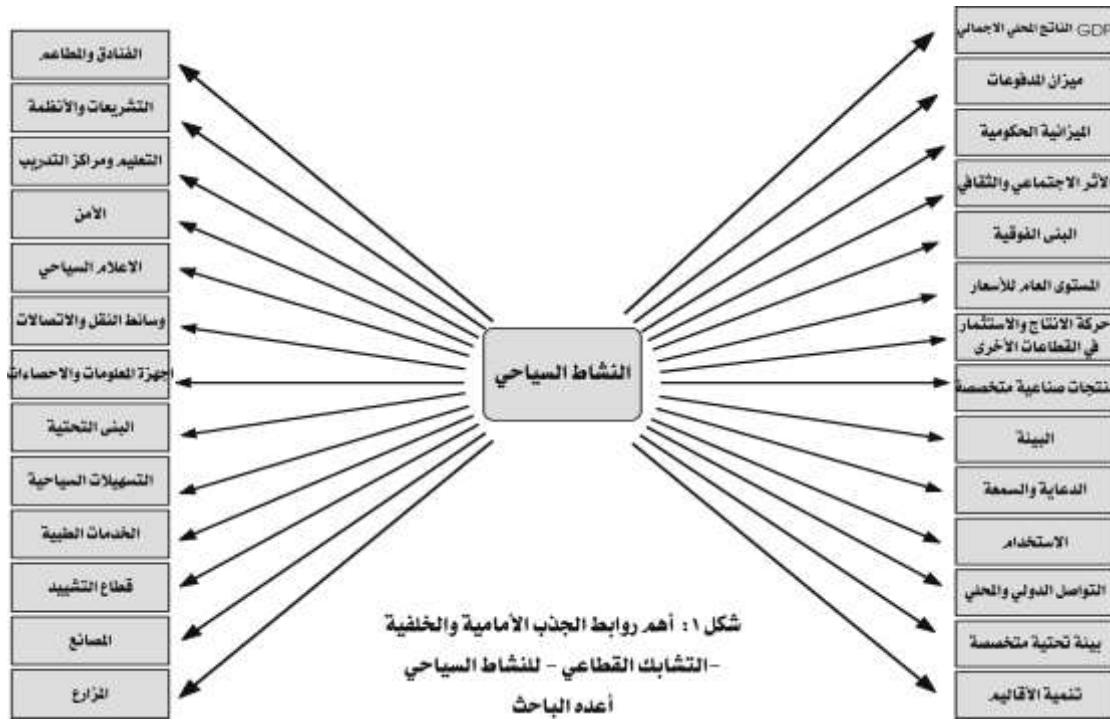 GDP الناتج المحلي الاجمالي
ميزان المدفوعات
الميزانية الحكومية
الاثر الاجتماعي والثقافي
البنى الفوقية
المستوى العام للأسعار
حركة الانتاج والاستثمار
في القطاعات الأخرى
منتجات صناعية متخصصة
البيئة
الدعاية والسمعة
الاستخدام
التواصل الدولي والمحلي
بيئة تحتية متخصصة
تنمية الأقاليم
النشاط السياحي
الفنادق والمطاعم
التشريعات والأنظمة
التعليم ومراكز التدريب
الأمن
الاعلام السياحي
وسائط النقل والاتصالات
اجهزة المعلومات والاحصاءات
البنى التحتية
التسهيلات السياحية
الخدمات الطبية
قطاع التشييد
المصانع
المزارع
شكل ١: أهم روابط الجذب الأمامية والخلفية
-التشابك القطاعي - للنشاط السياحي
أعده الباحث